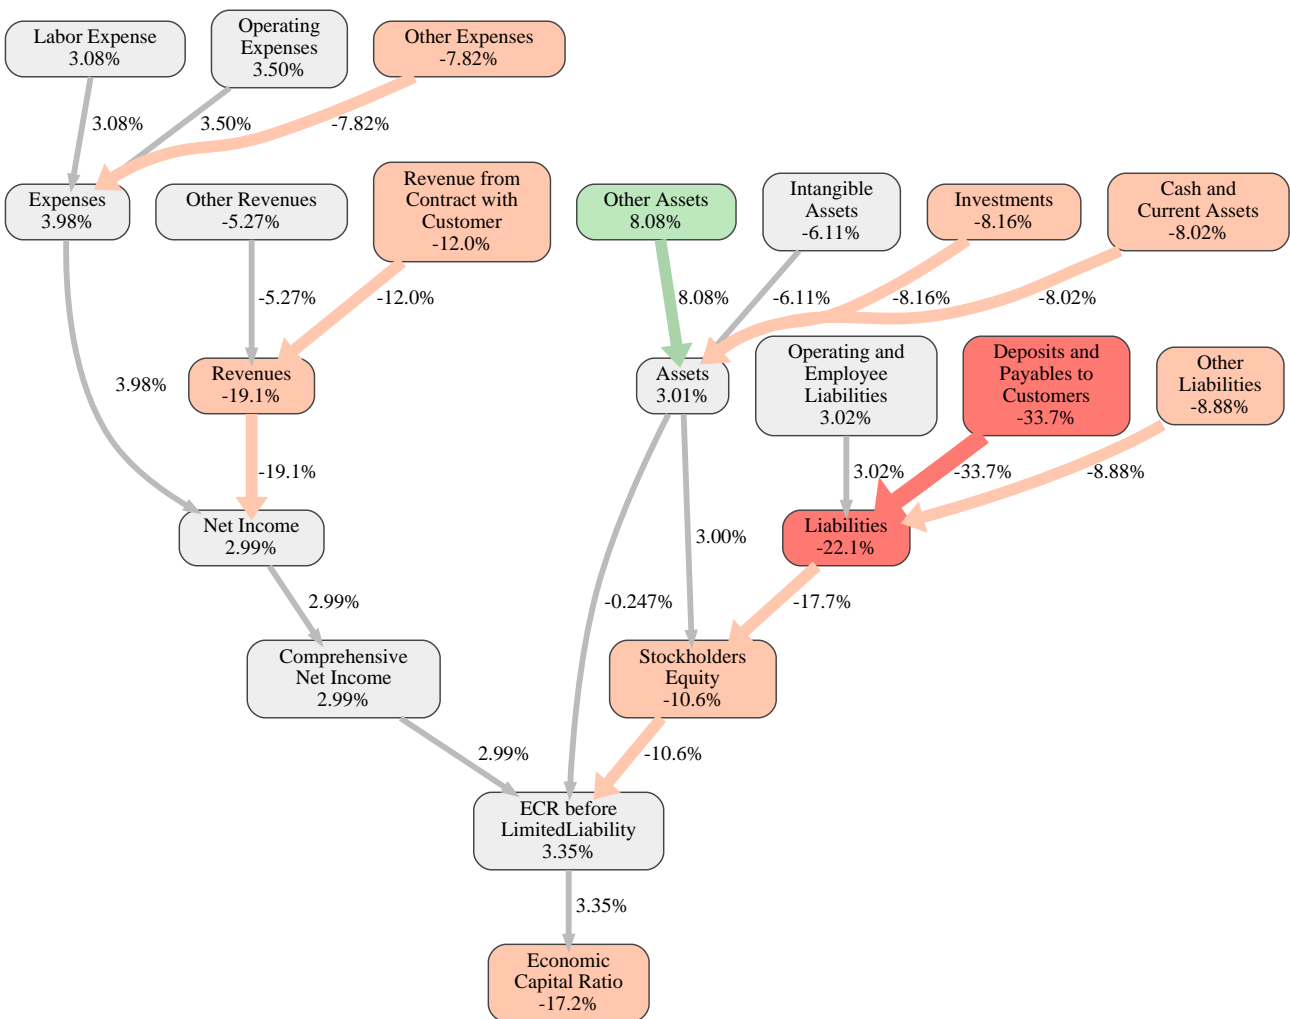 Labor Expense
3.08%
Operating
Expenses
3.50%
Other Expenses
-7.82%
3.08%
3.50%
-7.82%
Expenses
3.98%
Other Revenues
-5.27%
Revenue from
Contract with
Customer
-12.0%
Other Assets
8.08%
Intangible
Assets
-6.11%
Investments
-8.16%
Cash and
Current Assets
-8.02%
-5.27%
-12.0%
8.08%
-6.11%
-8.16%
-8.02%
3.98%
Revenues
-19.1%
Assets
3.01%
Operating and
Employee
Liabilities
3.02%
Deposits and
Payables to
Customers
-33.7%
Other
Liabilities
-8.88%
-19.1%
3.02%
-33.7%
-8.88%
Net Income
2.99%
3.00%
Liabilities
-22.1%
2.99%
-0.247%
-17.7%
Comprehensive
Net Income
2.99%
Stockholders
Equity
-10.6%
2.99%
-10.6%
ECR before
LimitedLiability
3.35%
3.35%
Economic
Capital Ratio
-17.2%